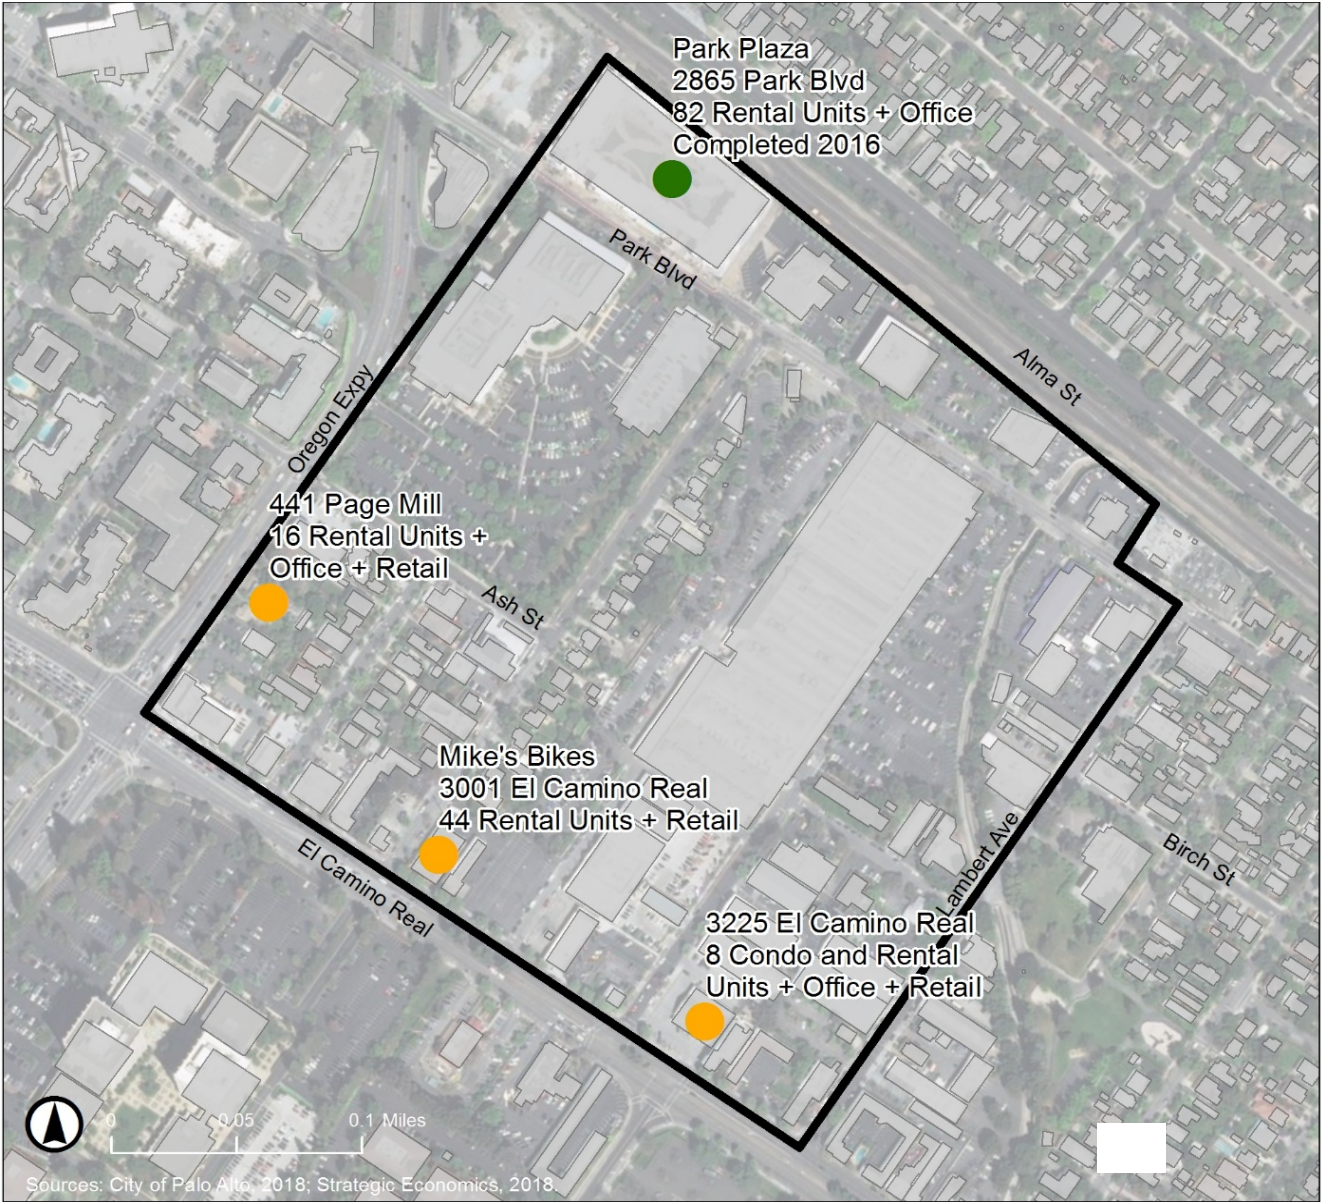 Park Plaza
2865 Park Blvd
82 Rental Units + Office
Completed 2016
Park Blvd
Alma St
Oregon Expy
441 Page Mill
16 Rental Units +
Office + Retail
Ash St
Mike's Bikes
3001 El Camino Real
44 Rental Units + Retail
El Camino Real
Lambert Ave
Birch St
3225 El Camino Real
8 Condo and Rental
Units + Office + Retail
0 0.05 0.1 Miles
Sources: City of Palo Alto, 2018; Strategic Economics, 2018.